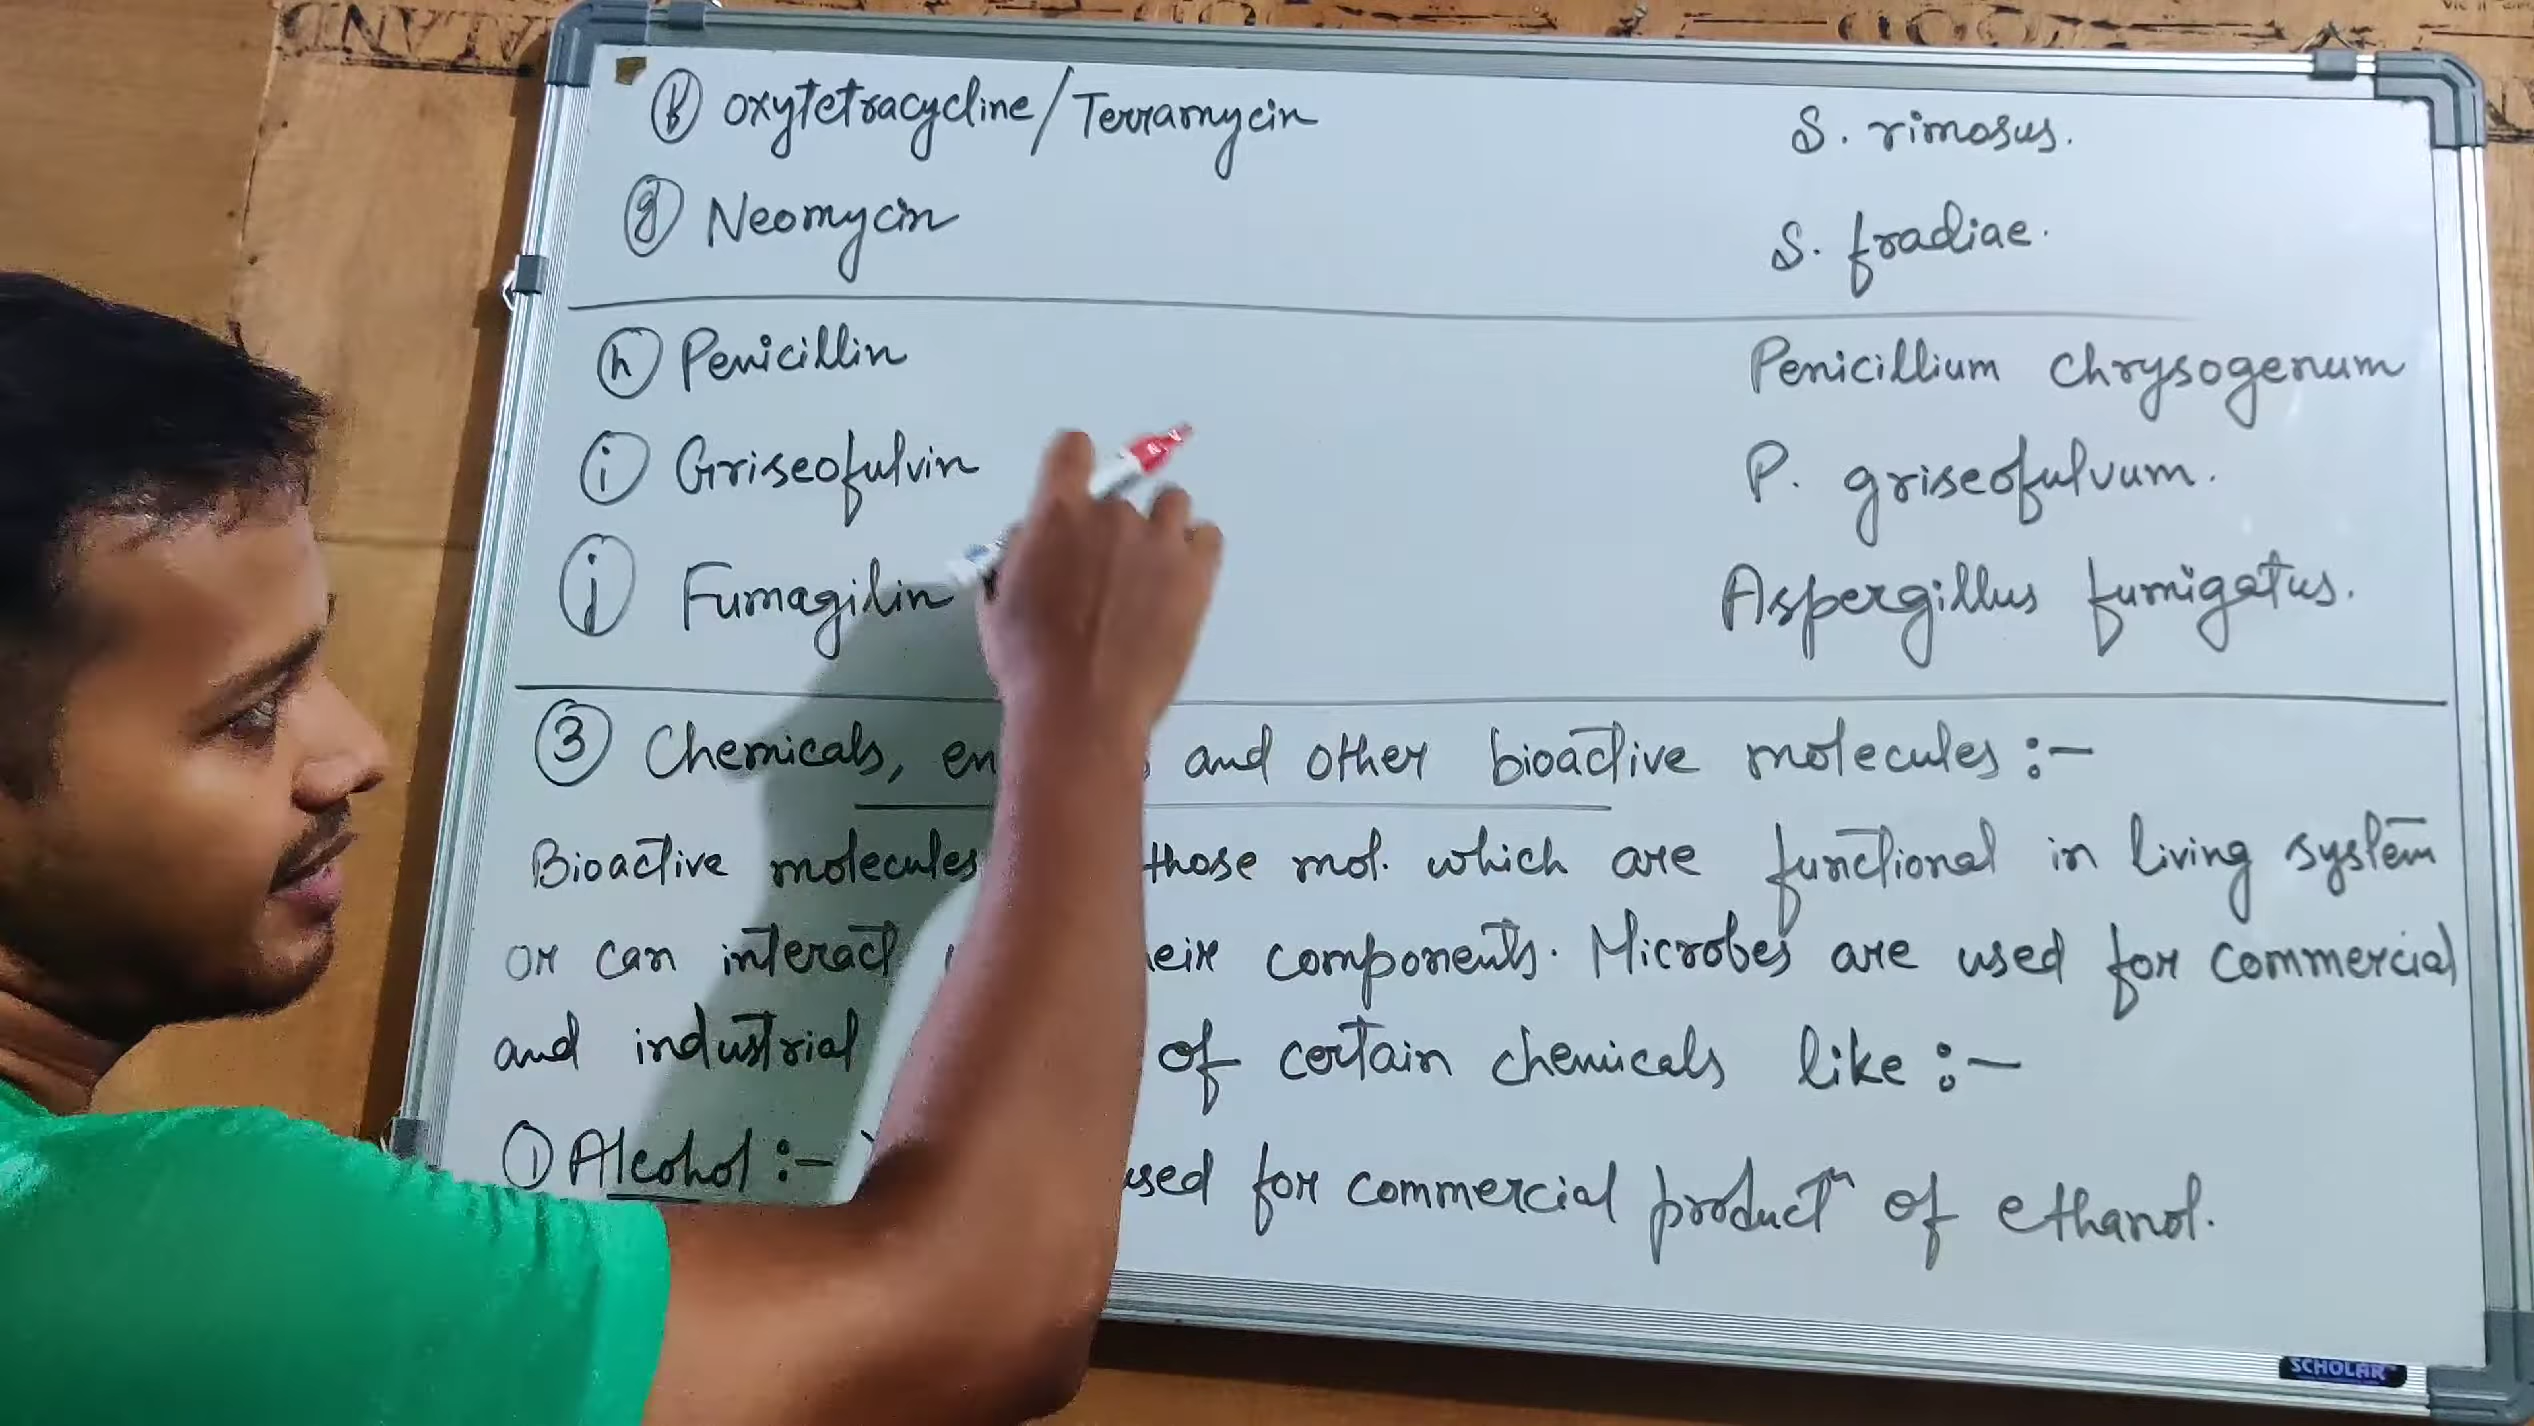 ⓕ Oxytetracycline/Terramycin S. rimosus.
ⓖ Neomycin S. fradiae.
ⓗ Penicillin Penicillium chrysogenum
ⓘ Griseofulvin P. griseofulvum.
ⓙ Fumagilin Aspergillus fumigatus.
③ Chemicals, and other bioactive molecules :-
Bioactive molecules those mol. which are functional in living system
or can interact components. Microbes are used for commercial
and industrial of certain chemicals like :-
① Alcohol :- used for commercial productⁿ of ethanol.
SCHOLAR